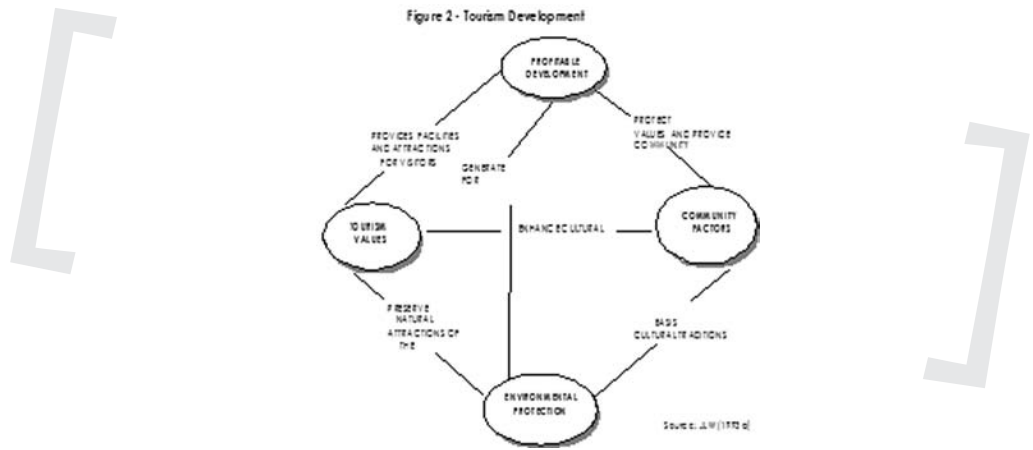 Figure 2 - Tourism Development
PROFITABLE
DEVELOPMENT
PROTECT
VALUES AND PROVIDE
COMMUNITY
PROVIDES FACILITIES
AND ATTRACTIONS
FOR VISITORS
GENERATE
FOR
TOURISM
VALUES
ENHANCE CULTURAL
COMMUNITY
FACTORS
PRESERVE
NATURAL
ATTRACTIONS OF
THE
BASIS
CULTURAL TRADITIONS
ENVIRONMENTAL
PROTECTION
Source: